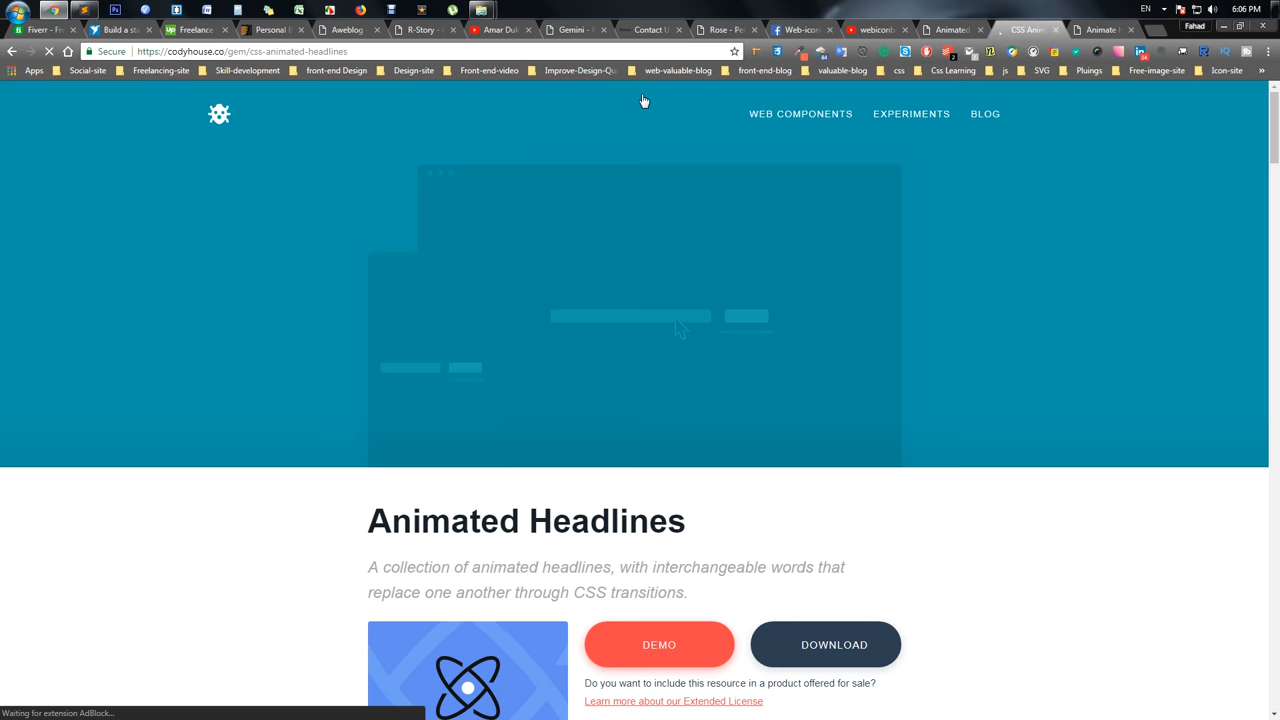 EN
6:06 PM
Fiverr - Fr
Build a sta
Freelance
Personal B
Aweblog
R-Story - C
Amar Duk
Gemini - R
Contact U
Rose - Pe
Web-icon
webiconb
Animated
CSS Anim
Animate
Fahad
Secure
https://codyhouse.co/gem/css-animated-headlines
Apps
Social-site
Freelancing-site
Skill-development
front-end Design
Design-site
Front-end-video
Improve-Design-Qu
web-valuable-blog
front-end-blog
valuable-blog
css
Css Learning
js
SVG
Pluings
Free-image-site
Icon-site
WEB COMPONENTS
EXPERIMENTS
BLOG
Animated Headlines
A collection of animated headlines, with interchangeable words that
replace one another through CSS transitions.
DEMO
DOWNLOAD
Do you want to include this resource in a product offered for sale?
Learn more about our Extended License
Waiting for extension AdBlock...